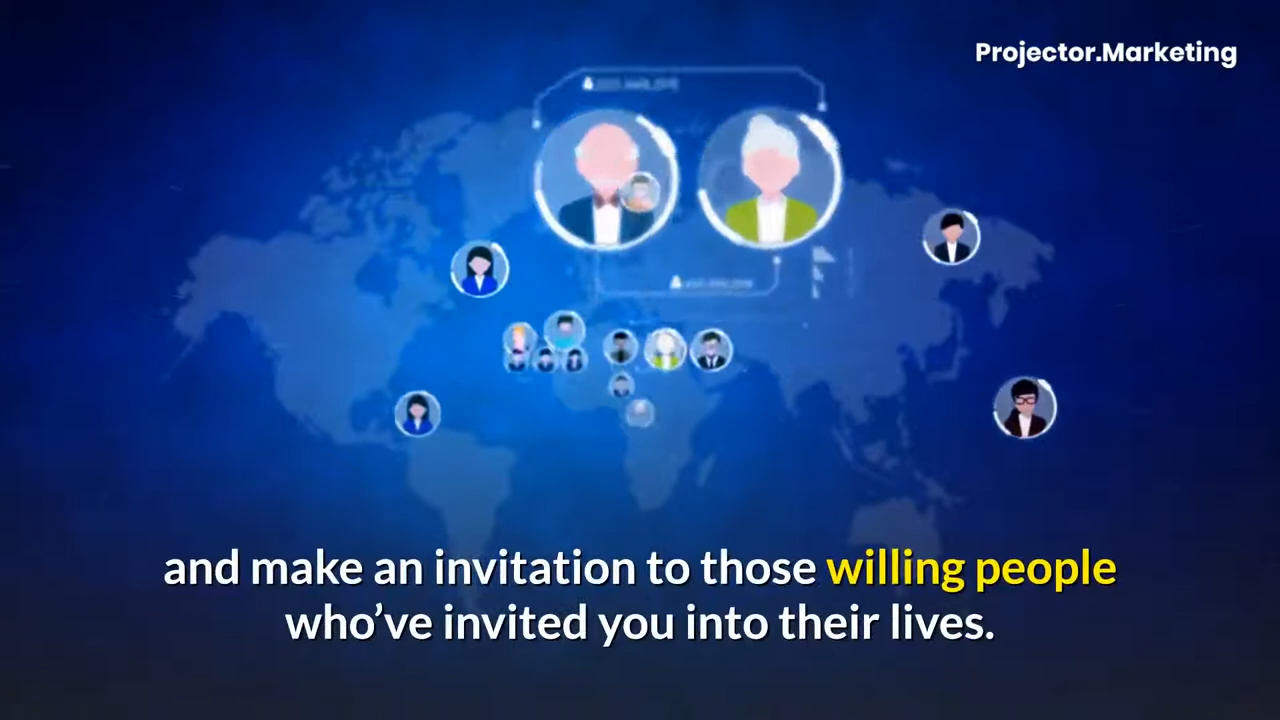 Projector.Marketing
and make an invitation to those willing people
who’ve invited you into their lives.